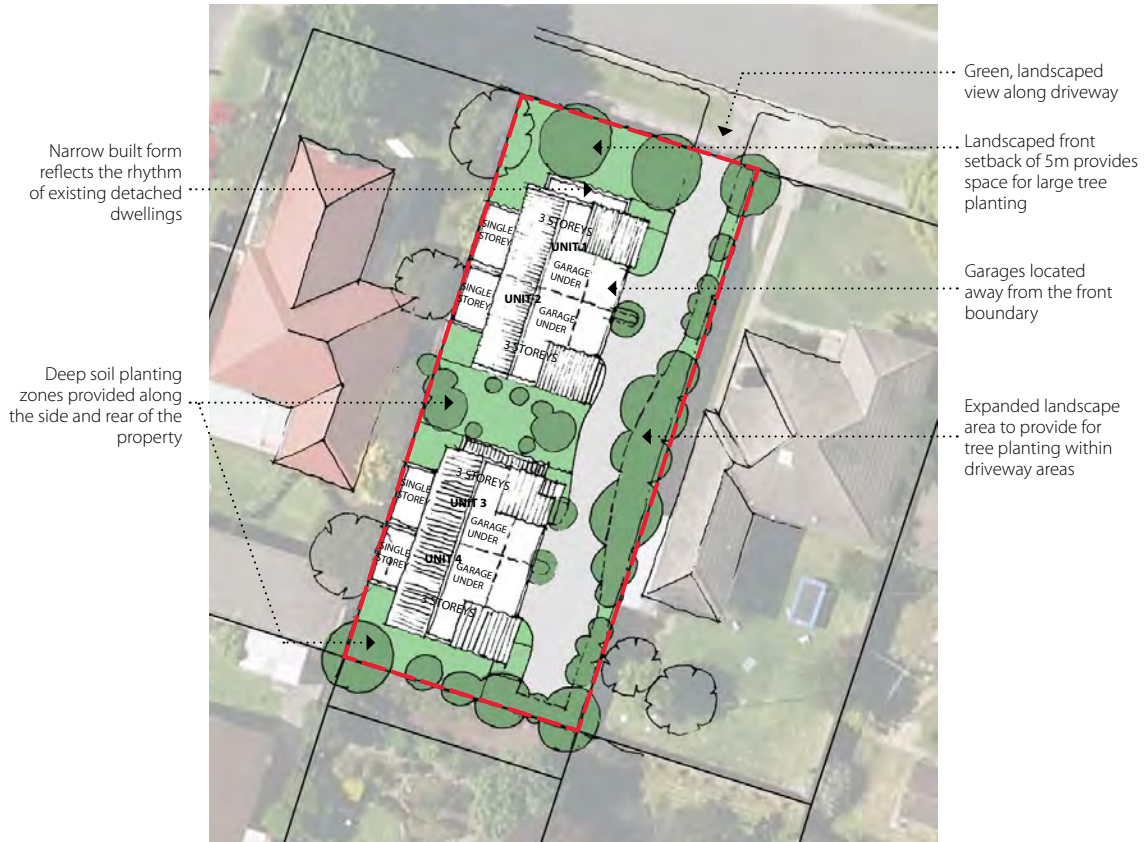 Narrow built form
reflects the rhythm
of existing detached
dwellings
Deep soil planting
zones provided along
the side and rear of the
property
3 STOREYS
SINGLE
STOREY
UNIT 1
GARAGE
UNDER
SINGLE
STOREY
UNIT 2
GARAGE
UNDER
3 STOREYS
3 STOREYS
SINGLE
STOREY
UNIT 3
GARAGE
UNDER
SINGLE
STOREY
UNIT 4
GARAGE
UNDER
3 STOREYS
Green, landscaped
view along driveway
Landscaped front
setback of 5m provides
space for large tree
planting
Garages located
away from the front
boundary
Expanded landscape
area to provide for
tree planting within
driveway areas